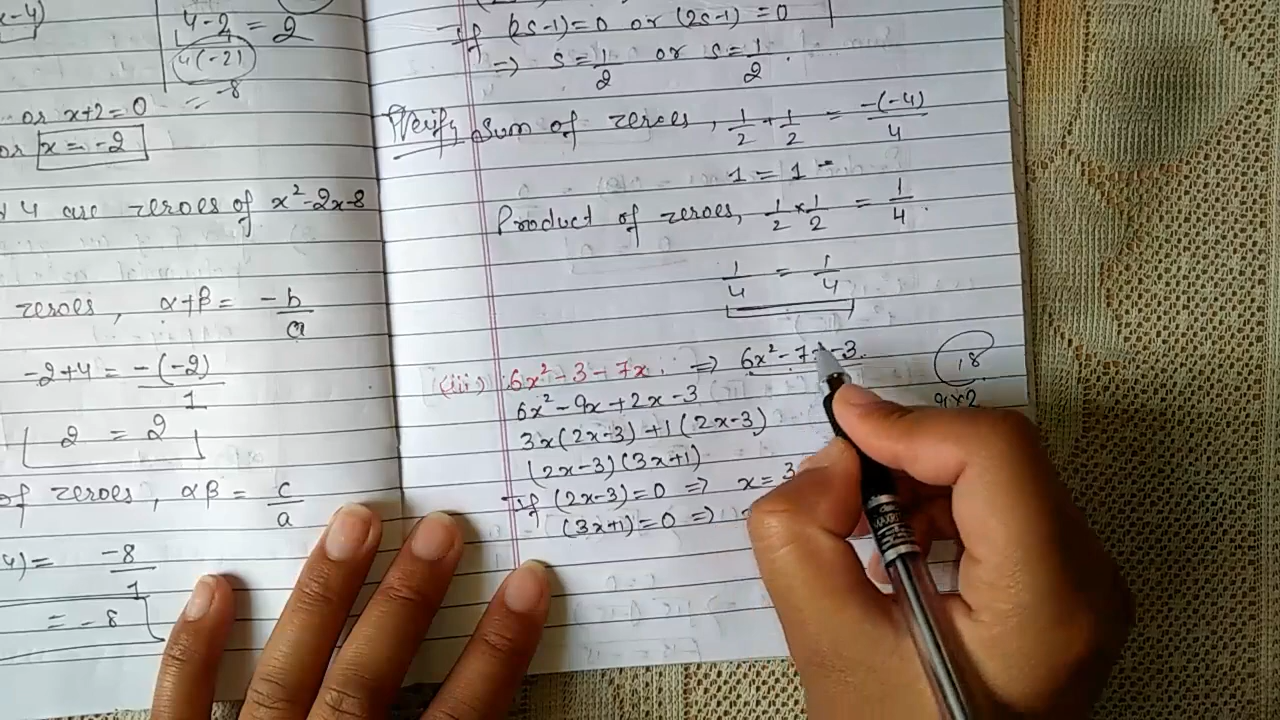 x-4)
4-2 = 2
4(-2)
= -8
or x+2=0
or x = -2
4 are zeroes of x²-2x-8
zeroes, α+β = -b/a
-2+4 = -(-2)/1
2 = 2
of zeroes, αβ = c/a
4) = -8/1
= -8
If (2s-1)=0 or (2s-1)=0
=> s=1/2 or s=1/2.
Verify Sum of zeroes, 1/2+1/2 = -(-4)/4
1 = 1
Product of zeroes, 1/2×1/2 = 1/4.
1/4 = 1/4
(iii) 6x²-3-7x. => 6x²-7x-3.
18
9×2
6x²-9x+2x-3
3x(2x-3)+1(2x-3)
(2x-3)(3x+1)
If (2x-3)=0 => x=3
(3x+1)=0 =>